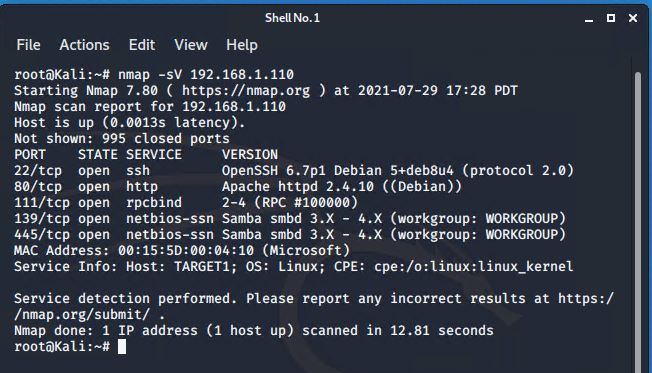 Shell No.1
File Actions Edit View Help
root@Kali:~# nmap -sV 192.168.1.110
Starting Nmap 7.80 ( https://nmap.org ) at 2021-07-29 17:28 PDT
Nmap scan report for 192.168.1.110
Host is up (0.0013s latency).
Not shown: 995 closed ports
PORT    STATE SERVICE     VERSION
22/tcp  open  ssh         OpenSSH 6.7p1 Debian 5+deb8u4 (protocol 2.0)
80/tcp  open  http        Apache httpd 2.4.10 ((Debian))
111/tcp open  rpcbind     2-4 (RPC #100000)
139/tcp open  netbios-ssn Samba smbd 3.X - 4.X (workgroup: WORKGROUP)
445/tcp open  netbios-ssn Samba smbd 3.X - 4.X (workgroup: WORKGROUP)
MAC Address: 00:15:5D:00:04:10 (Microsoft)
Service Info: Host: TARGET1; OS: Linux; CPE: cpe:/o:linux:linux_kernel
Service detection performed. Please report any incorrect results at https:/
/nmap.org/submit/ .
Nmap done: 1 IP address (1 host up) scanned in 12.81 seconds
root@Kali:~#